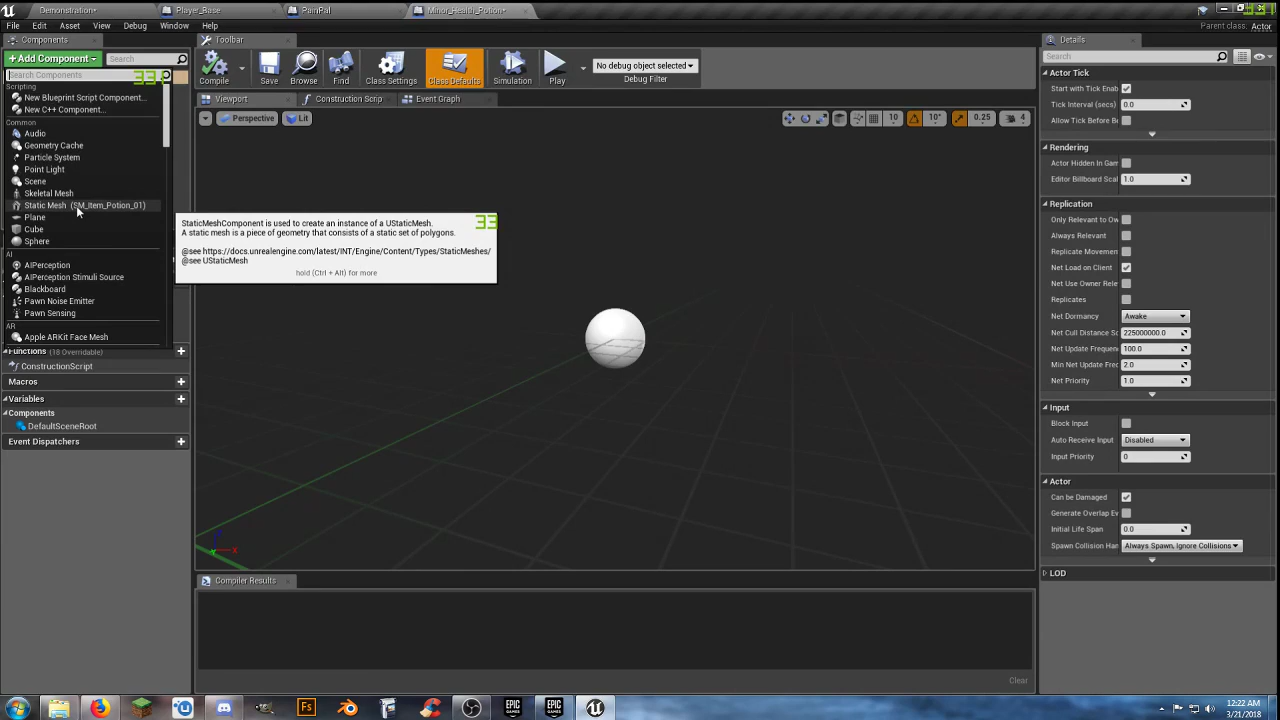 Demonstration*
Player_Base
PainPal
Minor_Health_Potion*
331
File Edit Asset View Debug Window Help
Parent class: Actor
Components
Toolbar
Details
+ Add Component
Search
Search
Search Components
331
Compile
Save
Browse
Find
Class Settings
Class Defaults
Simulation
Play
No debug object selected
Debug Filter
Viewport
Construction Scrip
Event Graph
Perspective
Lit
10
10°
0.25
4
Scripting
New Blueprint Script Component...
New C++ Component...
Common
Audio
Geometry Cache
Particle System
Point Light
Scene
Skeletal Mesh
Static Mesh (SM_Item_Potion_01)
Plane
Cube
Sphere
AI
AIPerception
AIPerception Stimuli Source
Blackboard
Pawn Noise Emitter
Pawn Sensing
AR
Apple ARKit Face Mesh
StaticMeshComponent is used to create an instance of a UStaticMesh.
A static mesh is a piece of geometry that consists of a static set of polygons.
@see https://docs.unrealengine.com/latest/INT/Engine/Content/Types/StaticMeshes/
@see UStaticMesh
hold (Ctrl + Alt) for more
33
Functions (18 Overridable)
ConstructionScript
Macros
Variables
Components
DefaultSceneRoot
Event Dispatchers
Z
X
Y
Compiler Results
Clear
Actor Tick
Start with Tick Enab
Tick Interval (secs) 0.0
Allow Tick Before Be
Rendering
Actor Hidden In Gam
Editor Billboard Scal 1.0
Replication
Only Relevant to Ow
Always Relevant
Replicate Movemen
Net Load on Client
Net Use Owner Rele
Replicates
Net Dormancy Awake
Net Cull Distance Sq 225000000.0
Net Update Frequen 100.0
Min Net Update Frec 2.0
Net Priority 1.0
Input
Block Input
Auto Receive Input Disabled
Input Priority 0
Actor
Can be Damaged
Generate Overlap Ev
Initial Life Span 0.0
Spawn Collision Han Always Spawn, Ignore Collisions
LOD
Fs
EPIC GAMES
EPIC GAMES
12:22 AM
3/21/2018